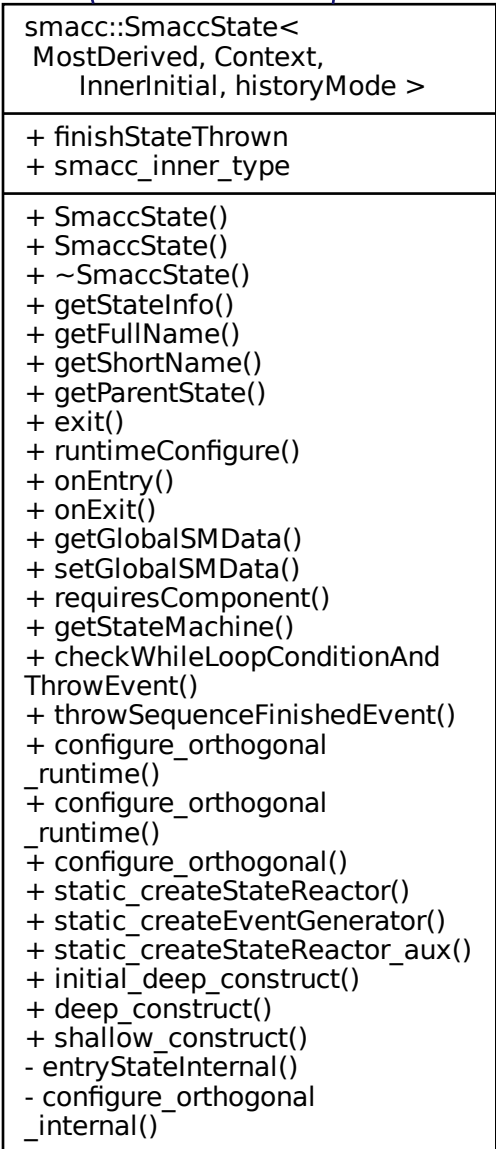 smacc::SmaccState<
MostDerived, Context,
InnerInitial, historyMode >
+ finishStateThrown
+ smacc_inner_type
+ SmaccState()
+ SmaccState()
+ ~SmaccState()
+ getStateInfo()
+ getFullName()
+ getShortName()
+ getParentState()
+ exit()
+ runtimeConfigure()
+ onEntry()
+ onExit()
+ getGlobalSMData()
+ setGlobalSMData()
+ requiresComponent()
+ getStateMachine()
+ checkWhileLoopConditionAnd
ThrowEvent()
+ throwSequenceFinishedEvent()
+ configure_orthogonal
_runtime()
+ configure_orthogonal
_runtime()
+ configure_orthogonal()
+ static_createStateReactor()
+ static_createEventGenerator()
+ static_createStateReactor_aux()
+ initial_deep_construct()
+ deep_construct()
+ shallow_construct()
- entryStateInternal()
- configure_orthogonal
_internal()